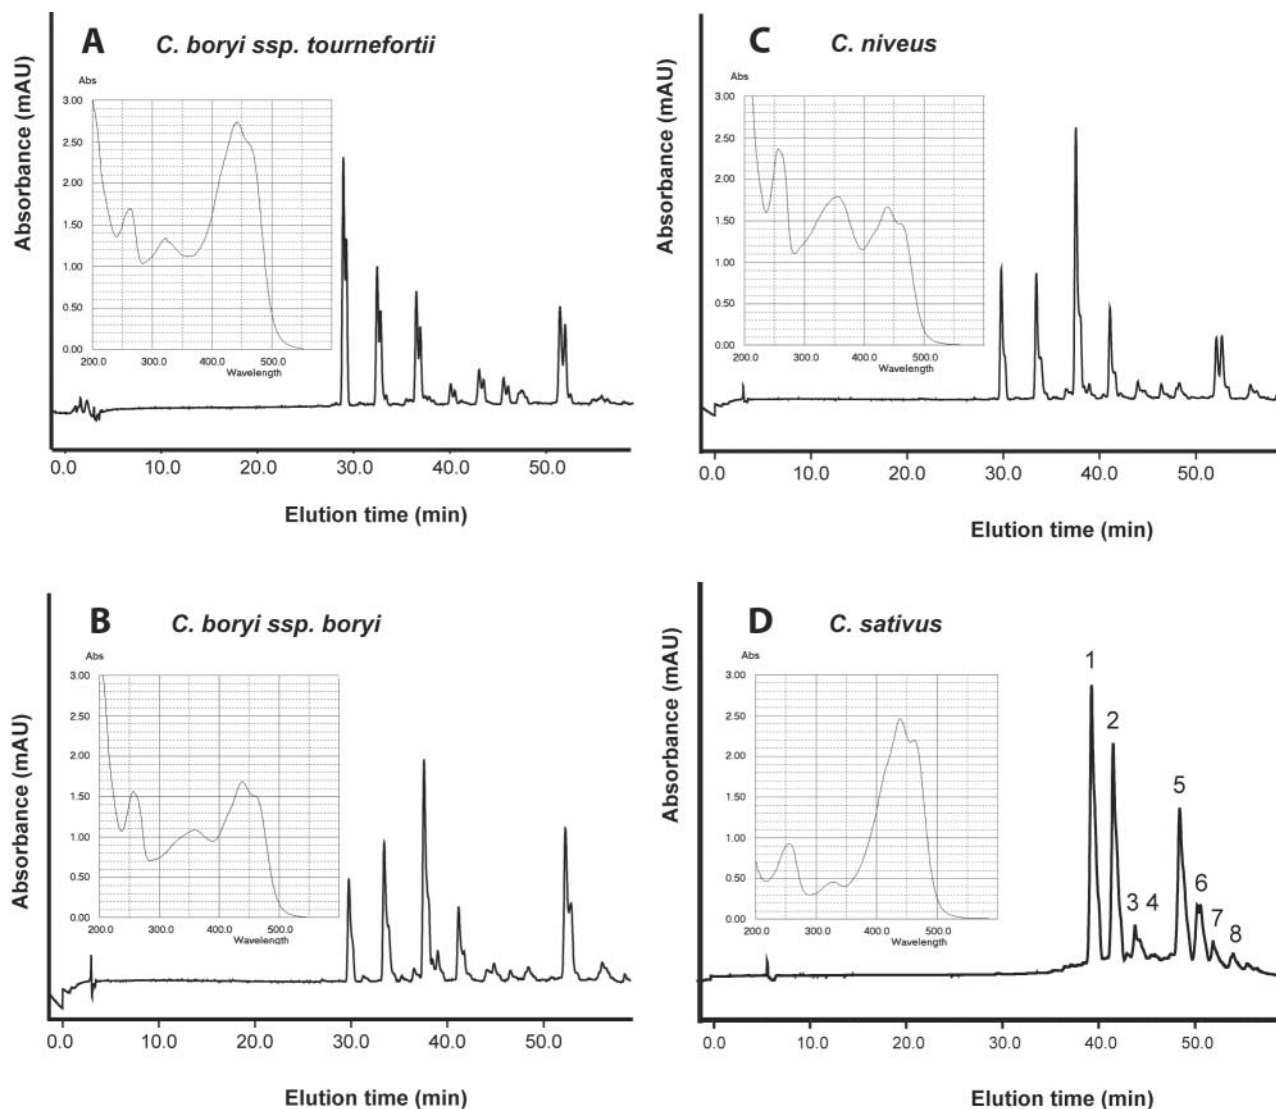 A C. boryi ssp. tournefortii
Absorbance (mAU)
Abs
3.00
2.50
2.00
1.50
1.00
0.50
0.00
200.0 300.0 400.0 500.0
Wavelength
0.0 10.0 20.0 30.0 40.0 50.0
Elution time (min)
C C. niveus
Absorbance (mAU)
Abs
3.00
2.50
2.00
1.50
1.00
0.50
0.00
200.0 300.0 400.0 500.0
Wavelength
0.0 10.0 20.0 30.0 40.0 50.0
Elution time (min)
B C. boryi ssp. boryi
Absorbance (mAU)
Abs
3.00
2.50
2.00
1.50
1.00
0.50
0.00
200.0 300.0 400.0 500.0
Wavelength
0.0 10.0 20.0 30.0 40.0 50.0
Elution time (min)
D C. sativus
Absorbance (mAU)
Abs
3.00
2.50
2.00
1.50
1.00
0.50
0.00
200.0 300.0 400.0 500.0
Wavelength
1
2
3 4
5
6
7
8
0.0 10.0 20.0 30.0 40.0 50.0
Elution time (min)